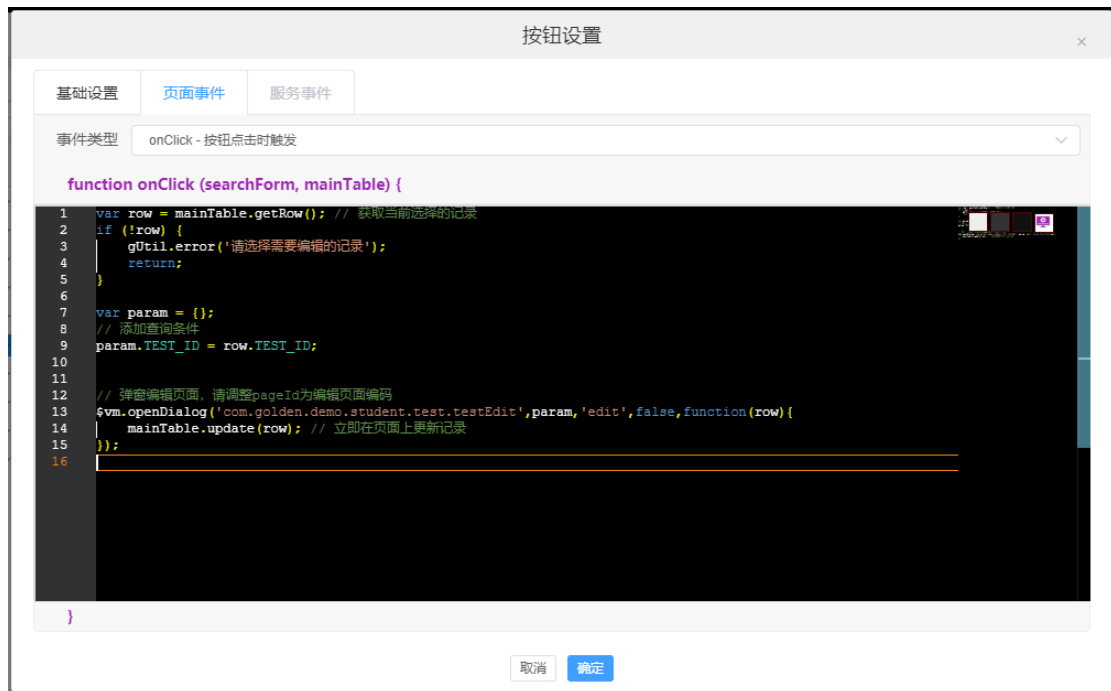 按钮设置
×
基础设置 页面事件 服务事件
事件类型 onClick - 按钮点击时触发
function onClick (searchForm, mainTable) {
1 var row = mainTable.getRow(); // 获取当前选择的记录
2 if (!row) {
3 gUtil.error('请选择需要编辑的记录');
4 return;
5 }
6
7 var param = {};
8 // 添加查询条件
9 param.TEST_ID = row.TEST_ID;
10
11
12 // 弹窗编辑页面，请调整pageId为编辑页面编码
13 $vm.openDialog('com.golden.demo.student.test.testEdit',param,'edit',false,function(row){
14 mainTable.update(row); // 立即在页面上更新记录
15 });
16
}
取消 确定